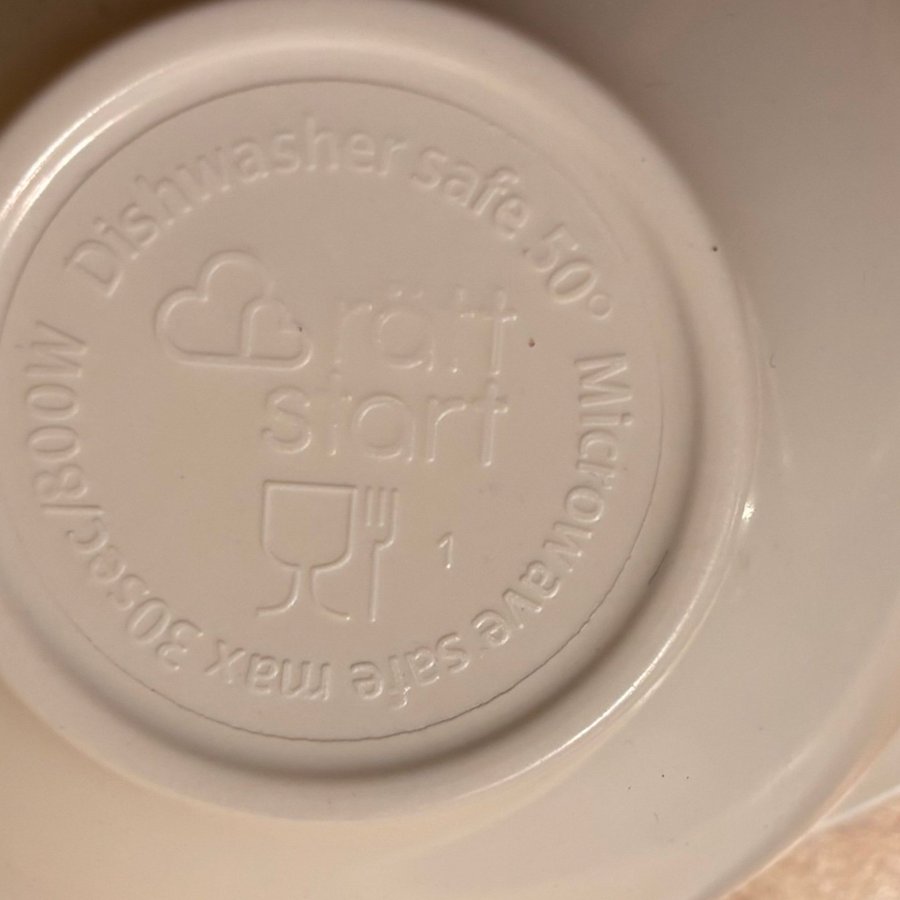 Dishwasher safe 50° Microwave safe max 30sec/800W
rätt
start
1